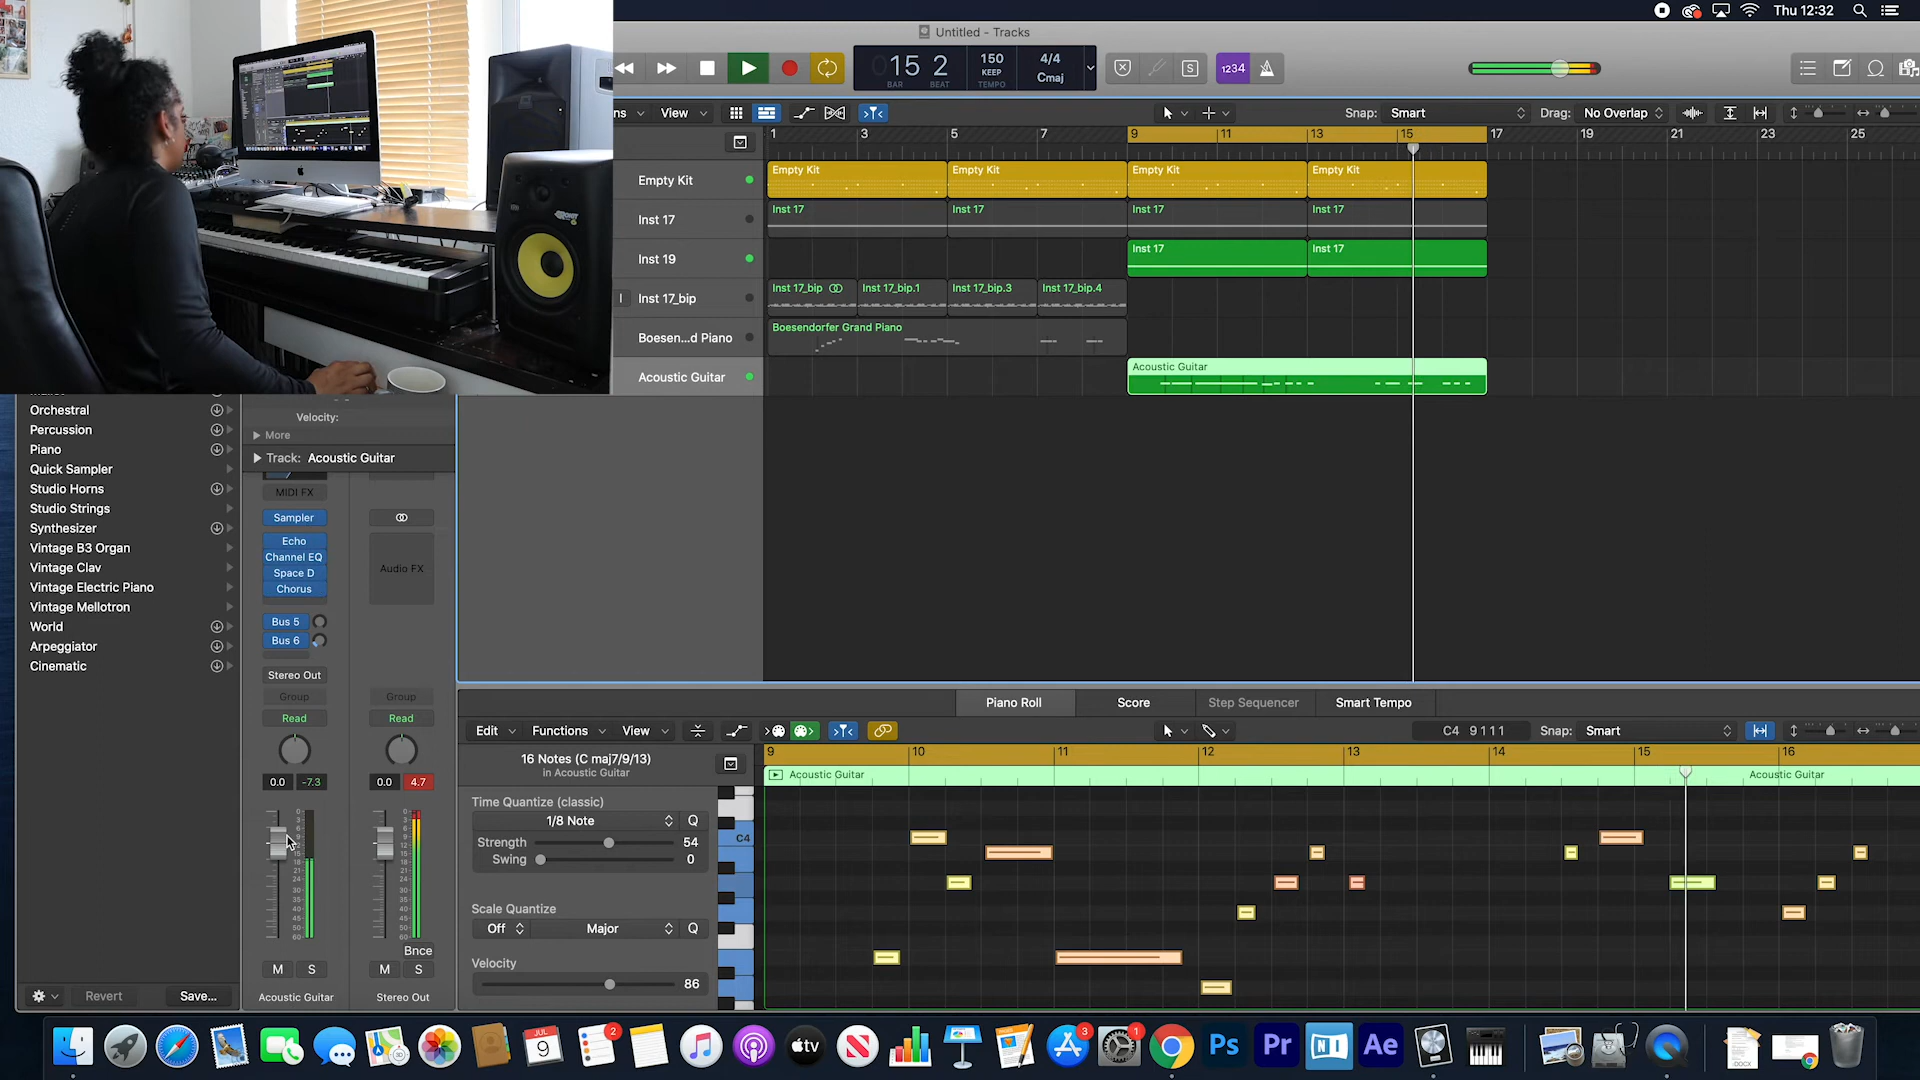 Thu 12:32
Untitled - Tracks
15 2
BAR BEAT
150
KEEP
TEMPO
4/4
Cmaj
1234
ns View
Snap: Smart
Drag: No Overlap
1 3 5 7 9 11 13 15 17 19 21 23 25
Empty Kit
Empty Kit Empty Kit Empty Kit Empty Kit
Inst 17
Inst 17 Inst 17 Inst 17 Inst 17
Inst 19
Inst 17 Inst 17
I Inst 17_bip
Inst 17_bip Inst 17_bip.1 Inst 17_bip.3 Inst 17_bip.4
Boesen...d Piano
Boesendorfer Grand Piano
Acoustic Guitar
Acoustic Guitar
Orchestral
Percussion
Piano
Quick Sampler
Studio Horns
Studio Strings
Synthesizer
Vintage B3 Organ
Vintage Clav
Vintage Electric Piano
Vintage Mellotron
World
Arpeggiator
Cinematic
Revert Save...
Velocity:
More
Track: Acoustic Guitar
MIDI FX
Sampler
Echo
Channel EQ
Space D
Chorus
Audio FX
Bus 5
Bus 6
Stereo Out
Group Group
Read Read
0.0 -7.3 0.0 4.7
Bnce
M S M S
Acoustic Guitar Stereo Out
Piano Roll Score Step Sequencer Smart Tempo
Edit Functions View
C4 9 1 1 1
Snap: Smart
16 Notes (C maj7/9/13)
in Acoustic Guitar
9 10 11 12 13 14 15 16
Acoustic Guitar Acoustic Guitar
Time Quantize (classic)
1/8 Note Q
Strength 54
Swing 0
Scale Quantize
Off Major Q
Velocity
86
C4
JUL
9
2
3
1
tv
Ps
Pr
Ae
DOCX